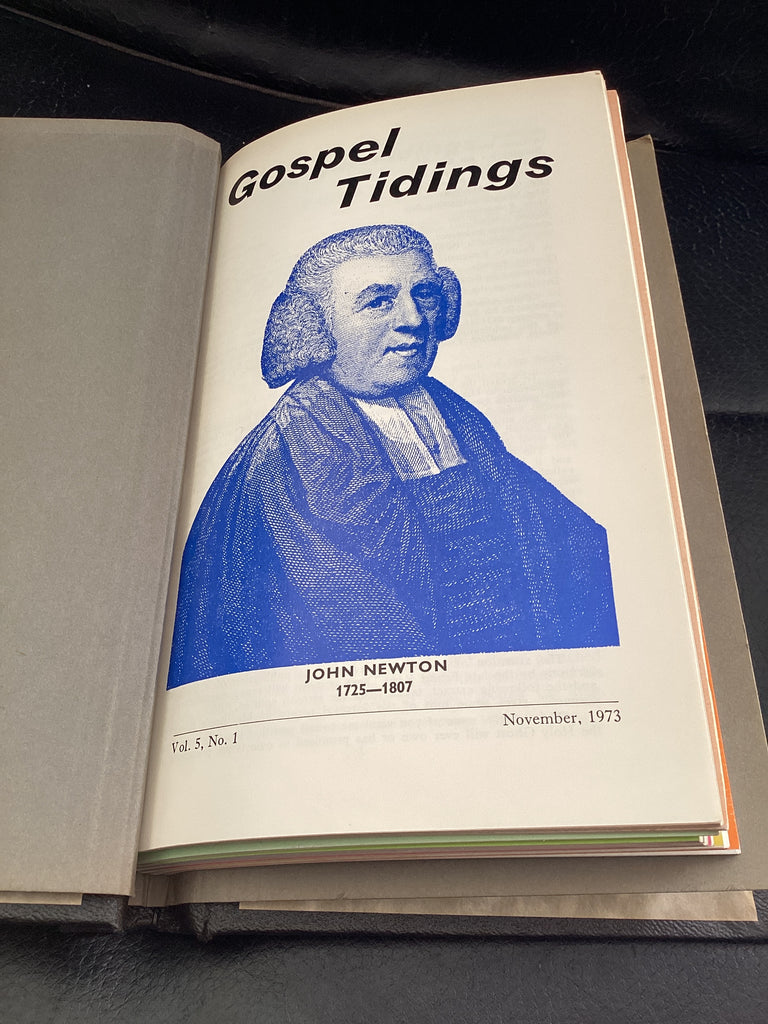 Gospel
Tidings
JOHN NEWTON
1725—1807
Vol. 5, No. 1
November, 1973